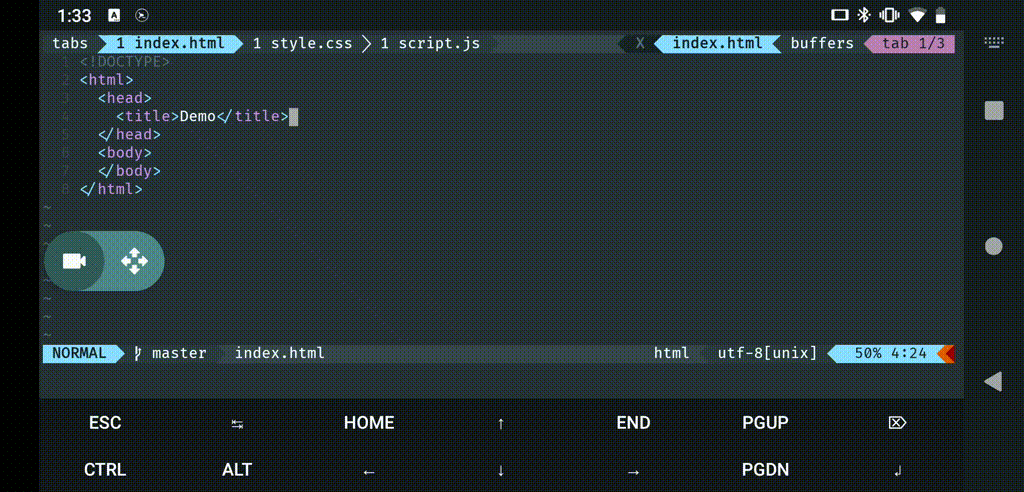 1:33 A
tabs 1 index.html 1 style.css 1 script.js X index.html buffers tab 1/3
1 <!DOCTYPE>
2 <html>
3   <head>
4     <title>Demo</title>
5   </head>
6   <body>
7   </body>
8 </html>
~
~
~
~
~
~
~
NORMAL master index.html html utf-8[unix] 50% 4:24
ESC ↹ HOME ↑ END PGUP ⌦
CTRL ALT ← ↓ → PGDN ↲